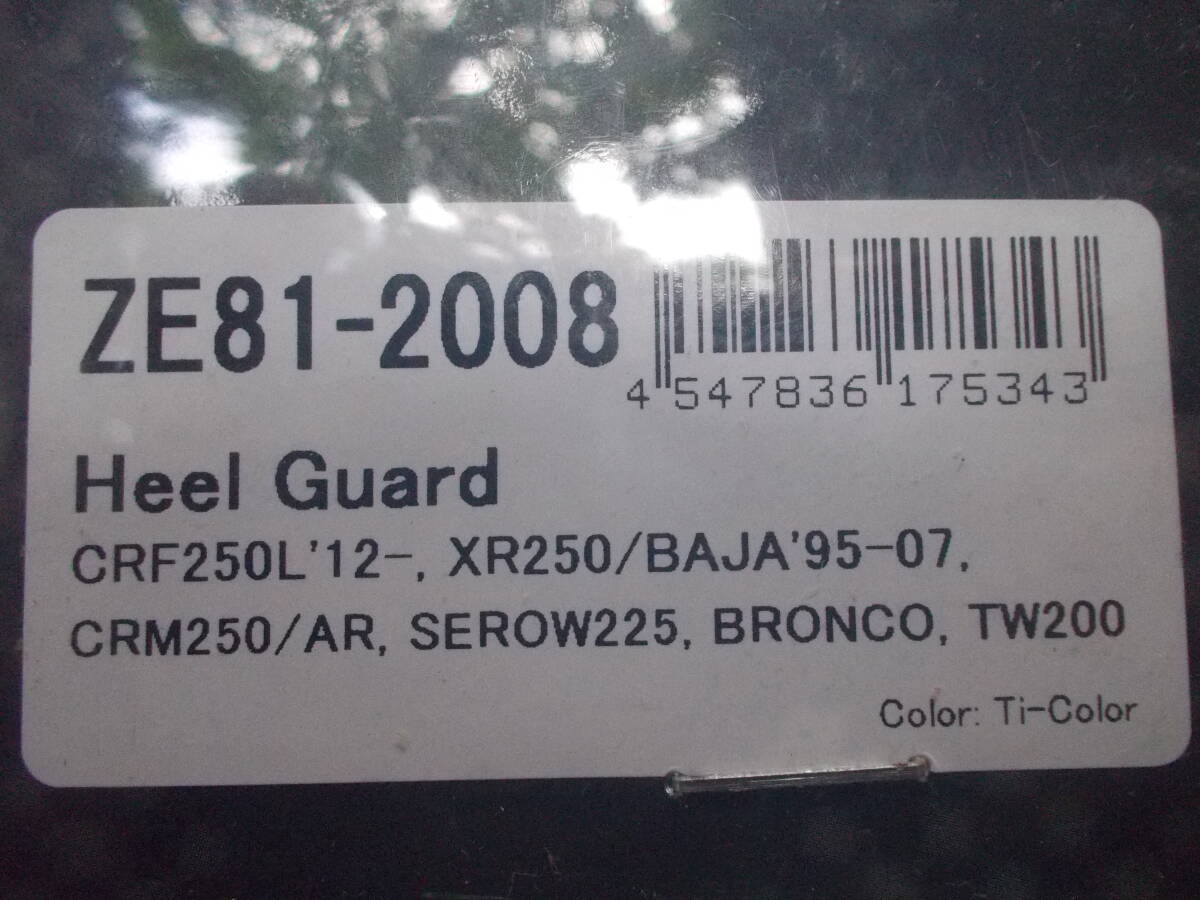 ZE81-2008
4 547836 175343
Heel Guard
CRF250L'12-, XR250/BAJA'95-07,
CRM250/AR, SEROW225, BRONCO, TW200
Color: Ti-Color